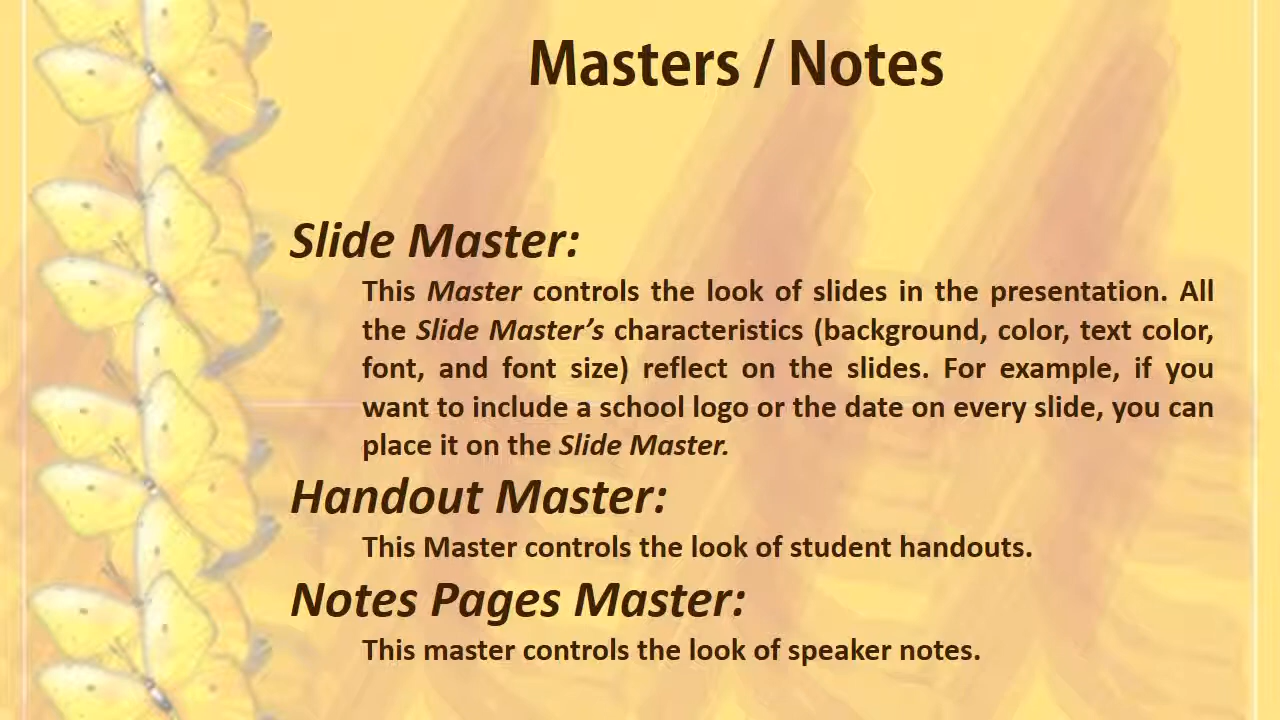 Masters / Notes
Slide Master:
This Master controls the look of slides in the presentation. All
the Slide Master’s characteristics (background, color, text color,
font, and font size) reflect on the slides. For example, if you
want to include a school logo or the date on every slide, you can
place it on the Slide Master.
Handout Master:
This Master controls the look of student handouts.
Notes Pages Master:
This master controls the look of speaker notes.